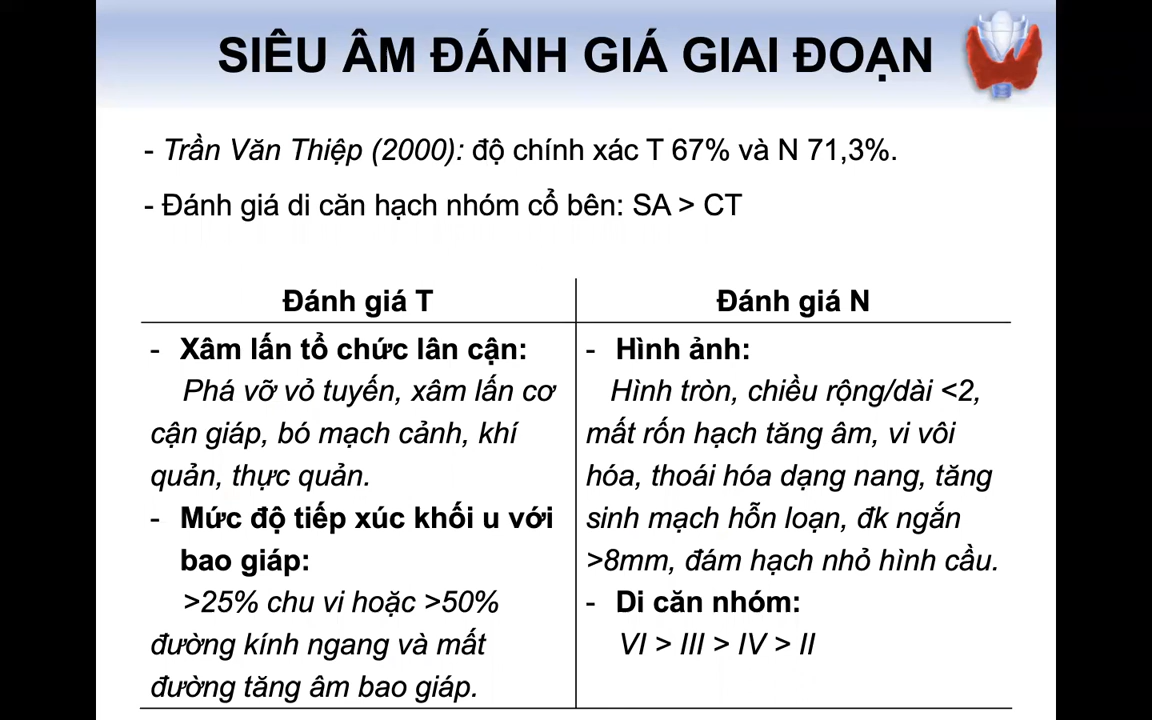 SIÊU ÂM ĐÁNH GIÁ GIAI ĐOẠN
- Trần Văn Thiệp (2000): độ chính xác T 67% và N 71,3%.
- Đánh giá di căn hạch nhóm cổ bên: SA > CT
Đánh giá T
- Xâm lấn tổ chức lân cận:
Phá vỡ vỏ tuyến, xâm lấn cơ
cận giáp, bó mạch cảnh, khí
quản, thực quản.
- Mức độ tiếp xúc khối u với
bao giáp:
>25% chu vi hoặc >50%
đường kính ngang và mất
đường tăng âm bao giáp.
Đánh giá N
- Hình ảnh:
Hình tròn, chiều rộng/dài <2,
mất rốn hạch tăng âm, vi vôi
hóa, thoái hóa dạng nang, tăng
sinh mạch hỗn loạn, đk ngắn
>8mm, đám hạch nhỏ hình cầu.
- Di căn nhóm:
VI > III > IV > II